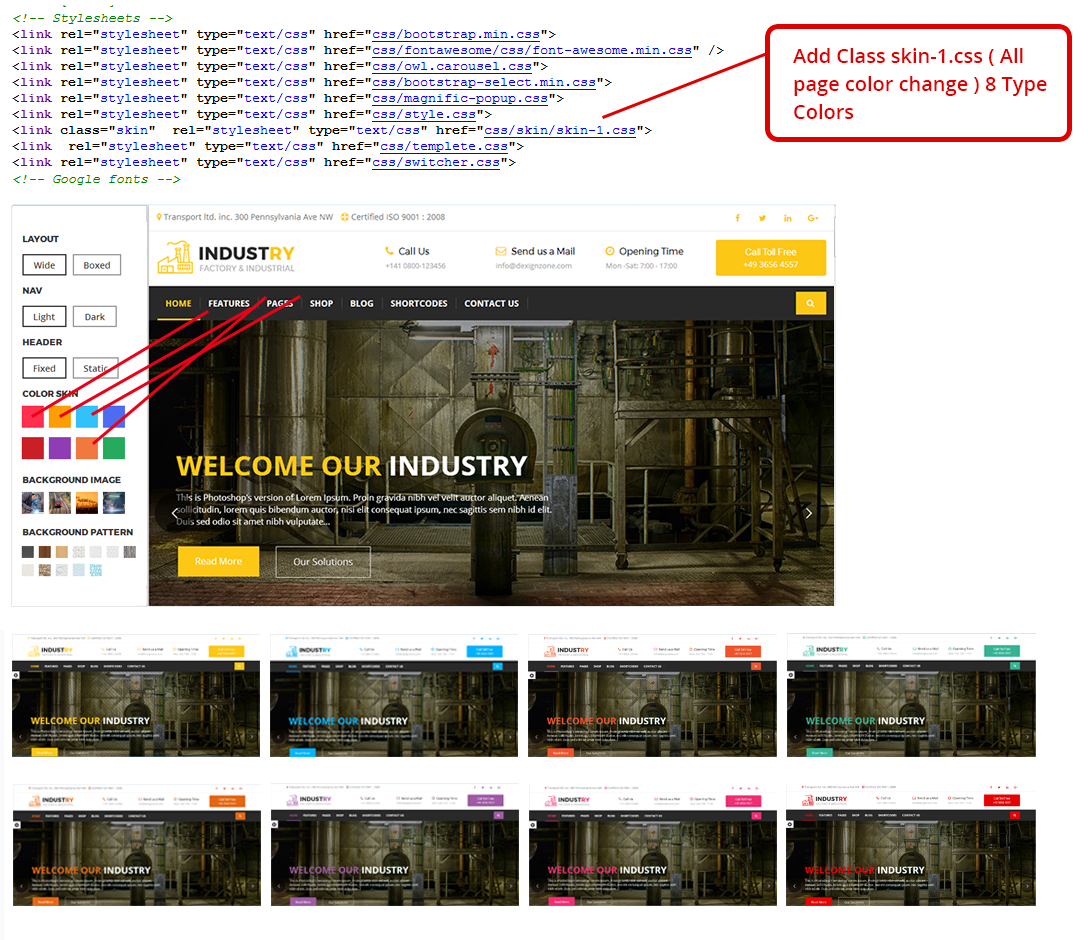 <!-- Stylesheets -->
<link rel="stylesheet" type="text/css" href="css/bootstrap.min.css">
<link rel="stylesheet" type="text/css" href="css/fontawesome/css/font-awesome.min.css" />
<link rel="stylesheet" type="text/css" href="css/owl.carousel.css">
<link rel="stylesheet" type="text/css" href="css/bootstrap-select.min.css">
<link rel="stylesheet" type="text/css" href="css/magnific-popup.css">
<link rel="stylesheet" type="text/css" href="css/style.css">
<link class="skin"  rel="stylesheet" type="text/css" href="css/skin/skin-1.css">
<link  rel="stylesheet" type="text/css" href="css/templete.css">
<link rel="stylesheet" type="text/css" href="css/switcher.css">
<!-- Google fonts -->
Add Class skin-1.css ( All
page color change ) 8 Type
Colors
LAYOUT
Wide Boxed
NAV
Light Dark
HEADER
Fixed Static
COLOR SKIN
BACKGROUND IMAGE
BACKGROUND PATTERN
Transport ltd. inc. 300 Pennsylvania Ave NW Certified ISO 9001 : 2008
INDUSTRY
FACTORY & INDUSTRIAL
Call Us
+141 0800-123456
Send us a Mail
info@dexignzone.com
Opening Time
Mon -Sat: 7:00 - 17:00
Call Toll Free
+49 3656 4557
HOME FEATURES PAGES SHOP BLOG SHORTCODES CONTACT US
WELCOME OUR INDUSTRY
This is Photoshop's version of Lorem Ipsum. Proin gravida nibh vel velit auctor aliquet. Aenean
sollicitudin, lorem quis bibendum auctor, nisi elit consequat ipsum, nec sagittis sem nibh id elit.
Duis sed odio sit amet nibh vulputate...
Read More Our Solutions
INDUSTRY
WELCOME OUR INDUSTRY
INDUSTRY
WELCOME OUR INDUSTRY
INDUSTRY
WELCOME OUR INDUSTRY
INDUSTRY
WELCOME OUR INDUSTRY
INDUSTRY
WELCOME OUR INDUSTRY
INDUSTRY
WELCOME OUR INDUSTRY
INDUSTRY
WELCOME OUR INDUSTRY
INDUSTRY
WELCOME OUR INDUSTRY